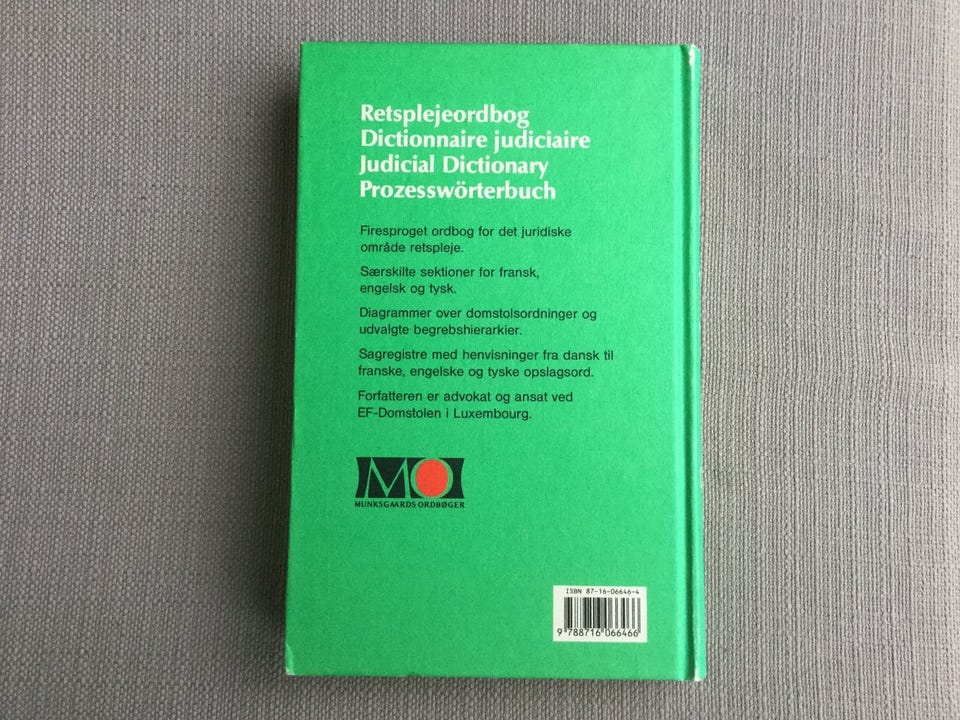 Retsplejeordbog
Dictionnaire judiciaire
Judicial Dictionary
Prozesswörterbuch
Firesproget ordbog for det juridiske
område retspleje.
Særskilte sektioner for fransk,
engelsk og tysk.
Diagrammer over domstolsordninger og
udvalgte begrebshierarkier.
Sagregistre med henvisninger fra dansk til
franske, engelske og tyske opslagsord.
Forfatteren er advokat og ansat ved
EF-Domstolen i Luxembourg.
MO
MUNKSGAARDS ORDBØGER
ISBN 87-16-06646-4
9 788716 066466